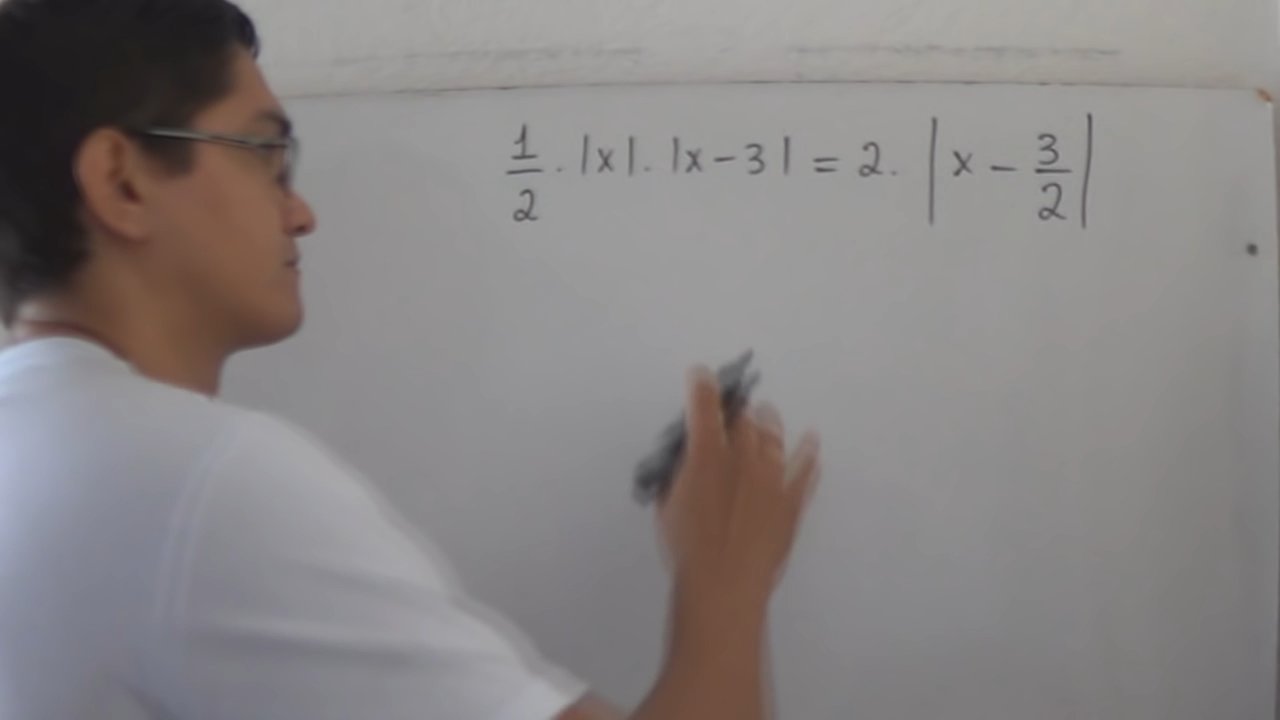 1/2 . |x| . |x - 3| = 2 . |x - 3/2|